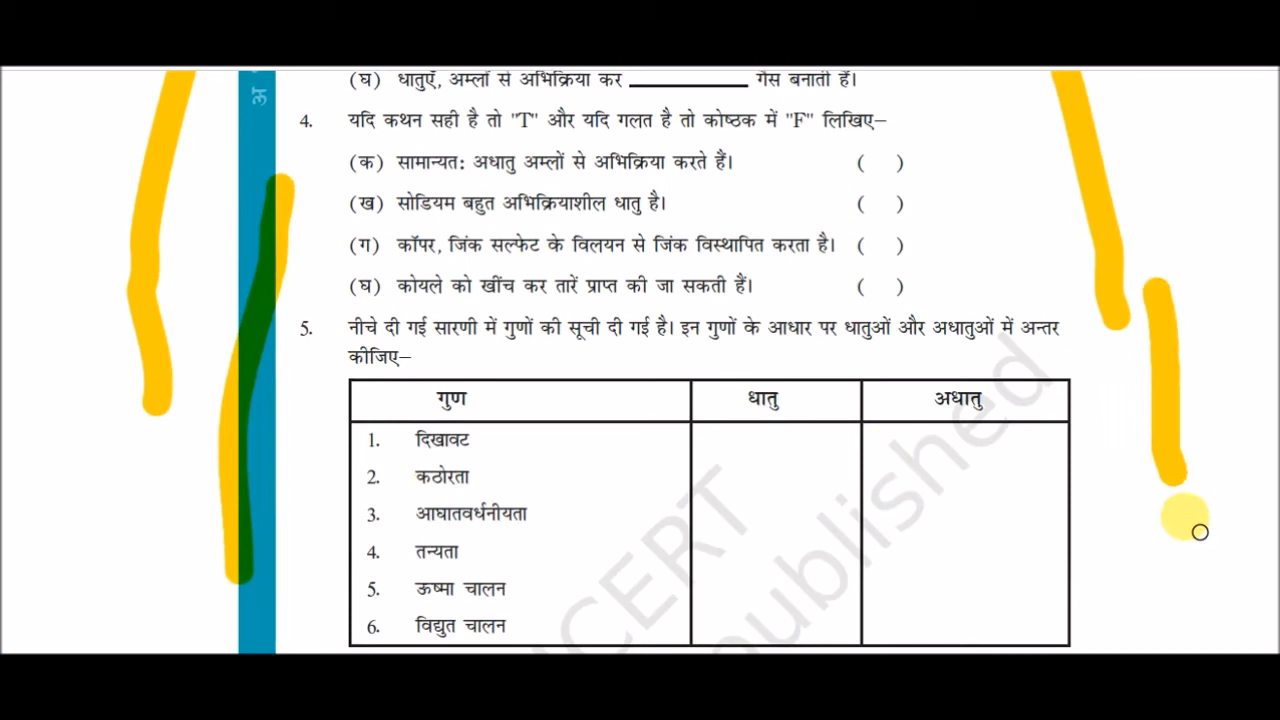 (घ) धातुएँ, अम्लों से अभिक्रिया कर ____________ गैस बनाती हैं।
4. यदि कथन सही है तो "T" और यदि गलत है तो कोष्ठक में "F" लिखिए–
(क) सामान्यतः अधातु अम्लों से अभिक्रिया करते हैं। ( )
(ख) सोडियम बहुत अभिक्रियाशील धातु है। ( )
(ग) कॉपर, जिंक सल्फेट के विलयन से जिंक विस्थापित करता है। ( )
(घ) कोयले को खींच कर तारें प्राप्त की जा सकती हैं। ( )
5. नीचे दी गई सारणी में गुणों की सूची दी गई है। इन गुणों के आधार पर धातुओं और अधातुओं में अन्तर
कीजिए–
गुण धातु अधातु
1. दिखावट
2. कठोरता
3. आघातवर्धनीयता
4. तन्यता
5. ऊष्मा चालन
6. विद्युत चालन
अ
CERT
published